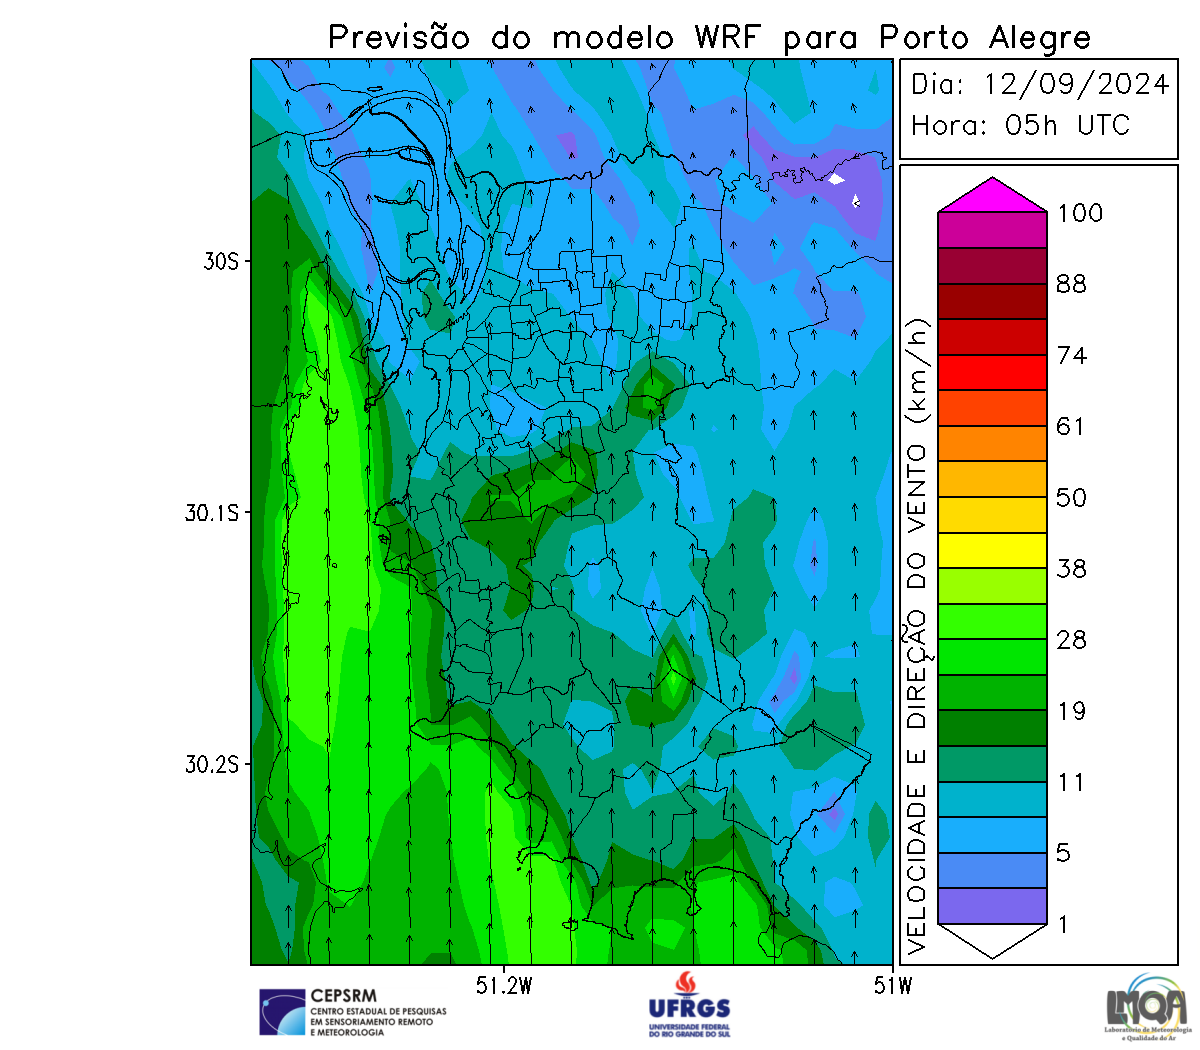 Previsão do modelo WRF para Porto Alegre
Dia: 12/09/2024
Hora: 05h UTC
30S
30.1S
30.2S
51.2W
51W
VELOCIDADE E DIREÇÃO DO VENTO (km/h)
100
88
74
61
50
38
28
19
11
5
1
CEPSRM
CENTRO ESTADUAL DE PESQUISAS
EM SENSORIAMENTO REMOTO
E METEOROLOGIA
UFRGS
UNIVERSIDADE FEDERAL
DO RIO GRANDE DO SUL
LMQA
Laboratório de Meteorologia
e Qualidade do Ar